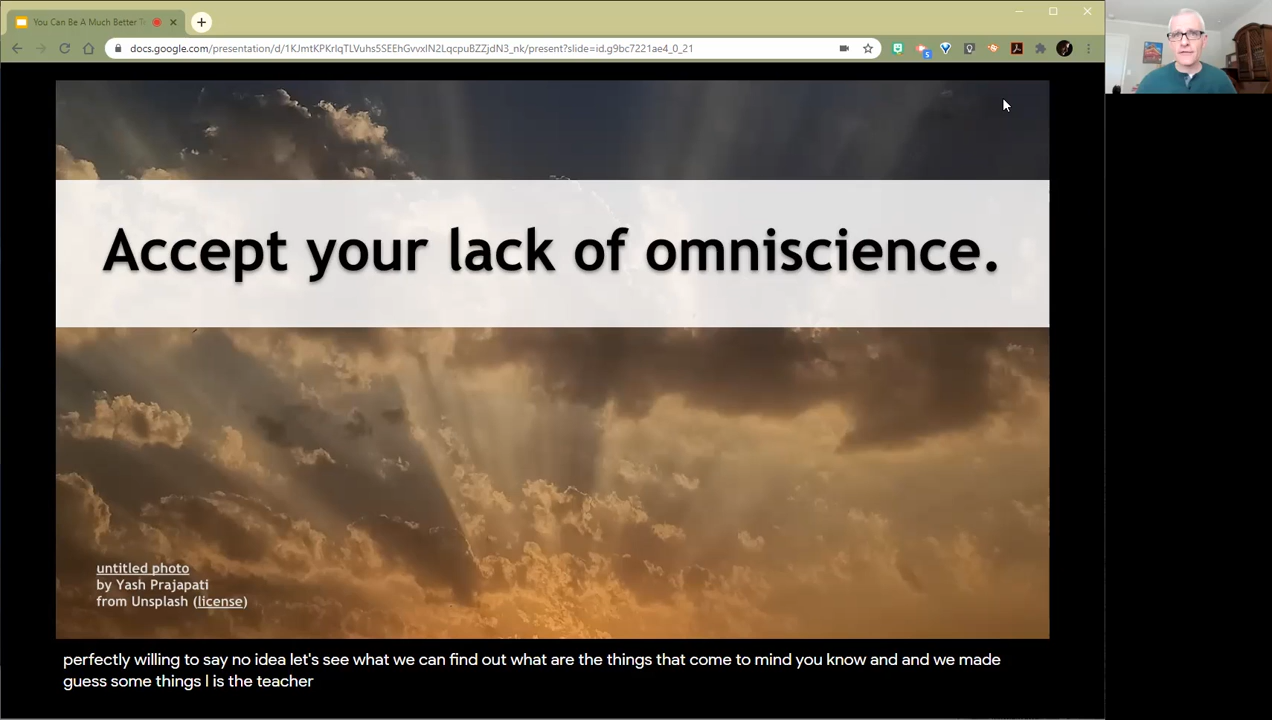 You Can Be A Much Better T
docs.google.com/presentation/d/1KJmtKPKrlqTLVuhs5SEEhGvvxlN2LqcpuBZZjdN3_nk/present?slide=id.g9bc7221ae4_0_21
Accept your lack of omniscience.
untitled photo
by Yash Prajapati
from Unsplash (license)
perfectly willing to say no idea let's see what we can find out what are the things that come to mind you know and and we made
guess some things I is the teacher